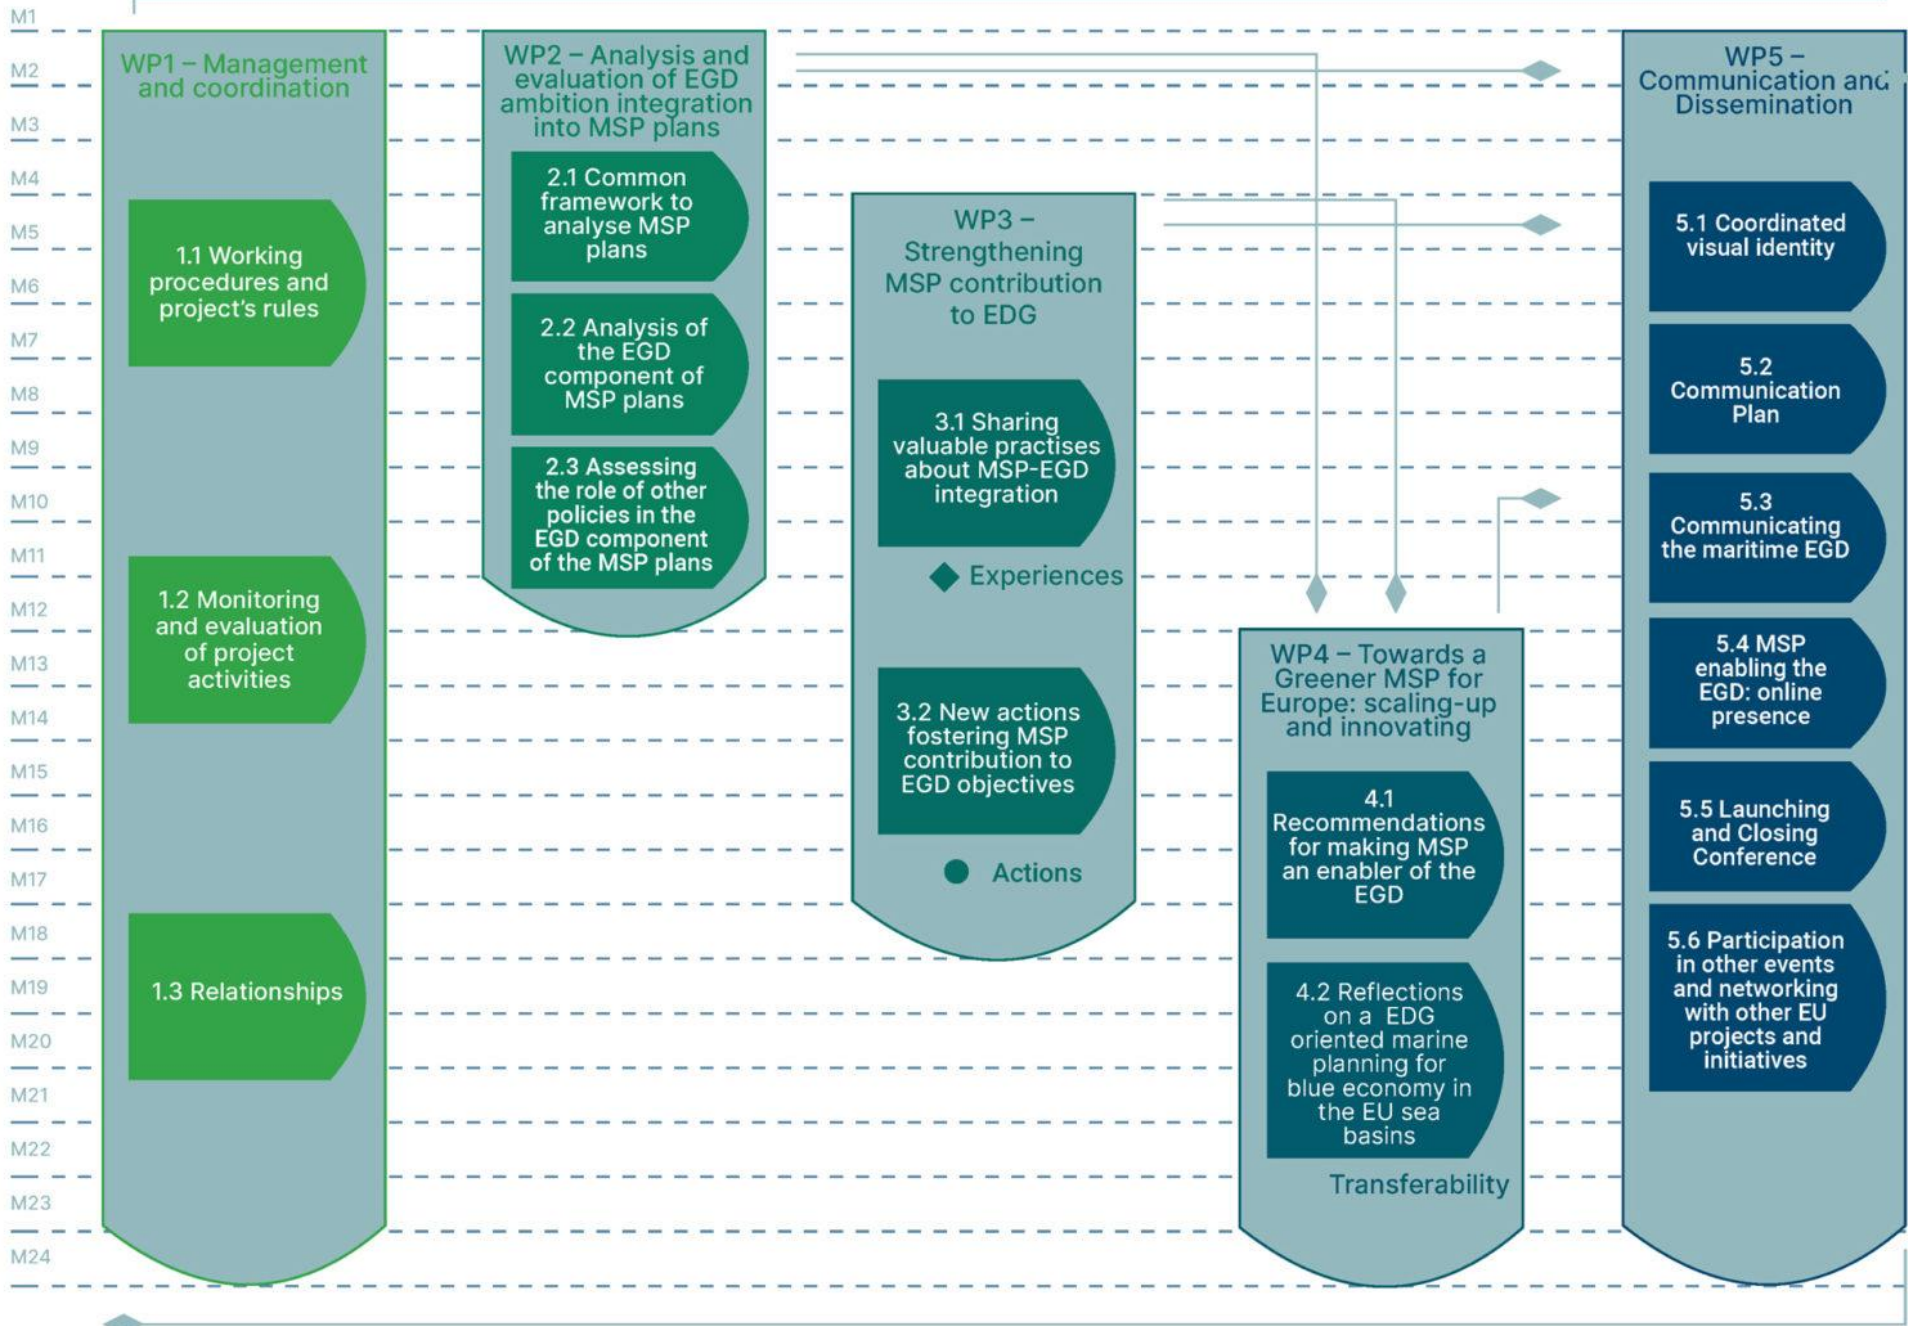 M1
M2
M3
M4
M5
M6
M7
M8
M9
M10
M11
M12
M13
M14
M15
M16
M17
M18
M19
M20
M21
M22
M23
M24
WP1 – Management
and coordination
1.1 Working
procedures and
project's rules
1.2 Monitoring
and evaluation
of project
activities
1.3 Relationships
WP2 – Analysis and
evaluation of EGD
ambition integration
into MSP plans
2.1 Common
framework to
analyse MSP
plans
2.2 Analysis of
the EGD
component of
MSP plans
2.3 Assessing
the role of other
policies in the
EGD component
of the MSP plans
WP3 –
Strengthening
MSP contribution
to EDG
3.1 Sharing
valuable practises
about MSP-EGD
integration
Experiences
3.2 New actions
fostering MSP
contribution to
EGD objectives
Actions
WP4 – Towards a
Greener MSP for
Europe: scaling-up
and innovating
4.1
Recommendations
for making MSP
an enabler of the
EGD
4.2 Reflections
on a EDG
oriented marine
planning for
blue economy in
the EU sea
basins
Transferability
WP5 –
Communication and
Dissemination
5.1 Coordinated
visual identity
5.2
Communication
Plan
5.3
Communicating
the maritime EGD
5.4 MSP
enabling the
EGD: online
presence
5.5 Launching
and Closing
Conference
5.6 Participation
in other events
and networking
with other EU
projects and
initiatives